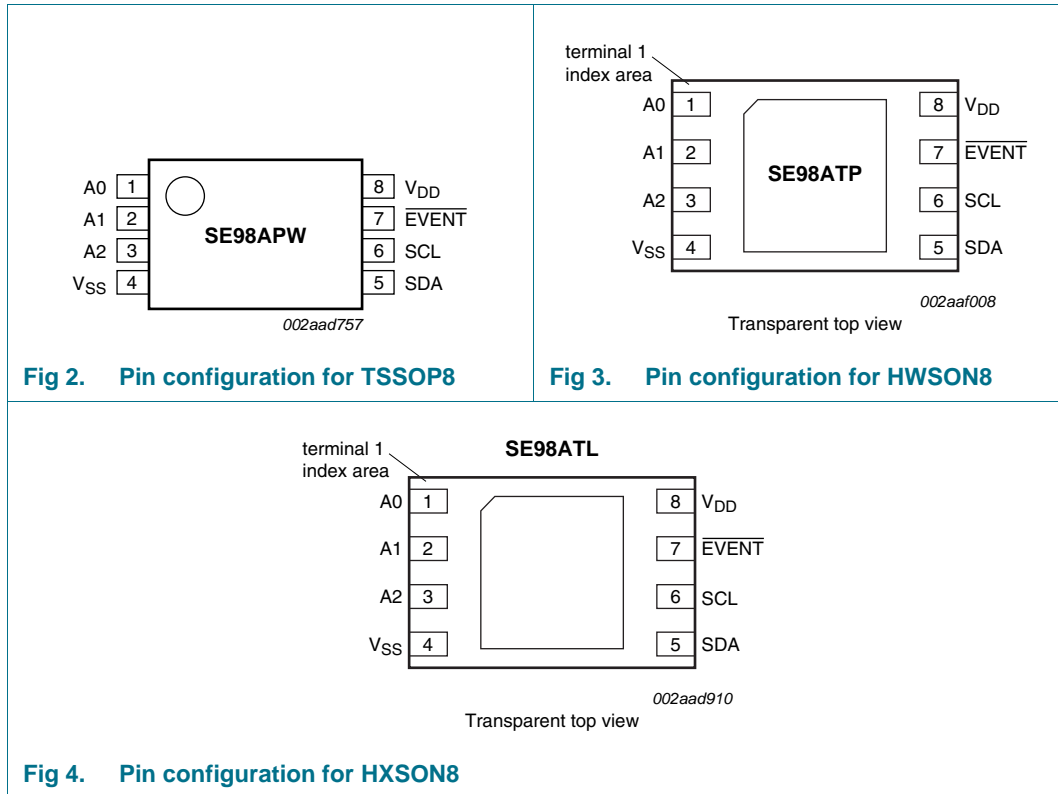 A0 1 8 VDD
A1 2 7 EVENT
A2 3 SE98APW 6 SCL
VSS 4 5 SDA
002aad757
Fig 2. Pin configuration for TSSOP8
terminal 1
index area
A0 1 8 VDD
A1 2 7 EVENT
SE98ATP
A2 3 6 SCL
VSS 4 5 SDA
002aaf008
Transparent top view
Fig 3. Pin configuration for HWSON8
terminal 1
index area
SE98ATL
A0 1 8 VDD
A1 2 7 EVENT
A2 3 6 SCL
VSS 4 5 SDA
002aad910
Transparent top view
Fig 4. Pin configuration for HXSON8